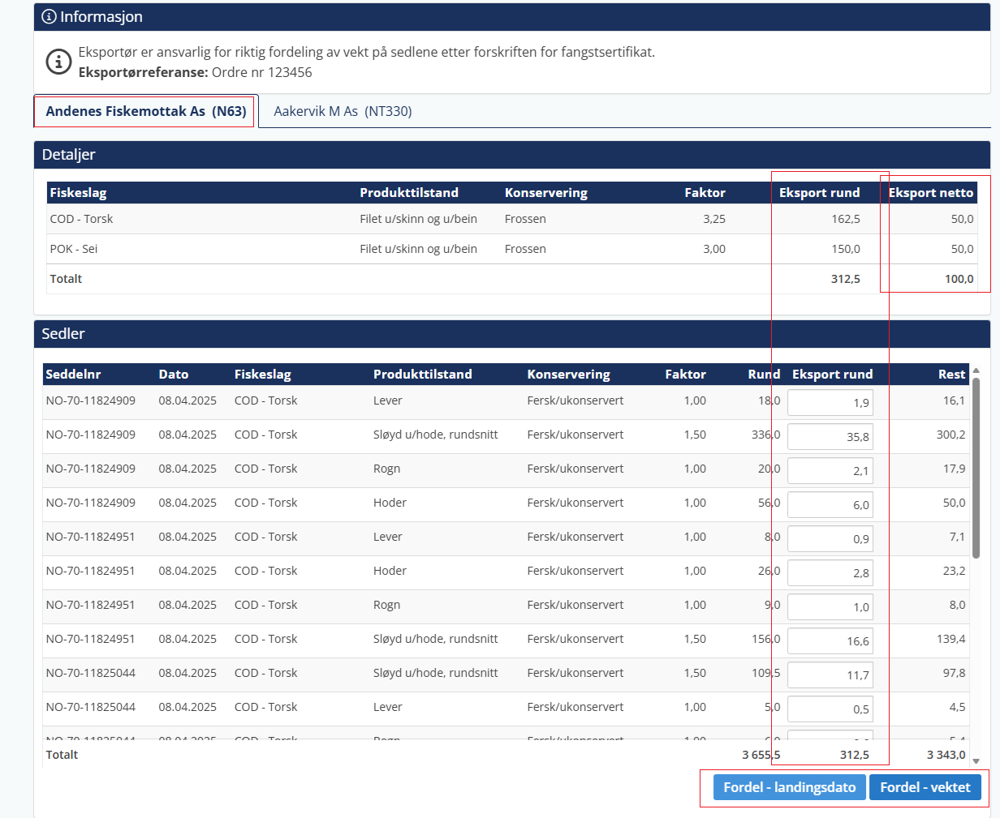 Informasjon
Eksportør er ansvarlig for riktig fordeling av vekt på sedlene etter forskriften for fangstsertifikat.
Eksportørreferanse: Ordre nr 123456
Andenes Fiskemottak As (N63) Aakervik M As (NT330)
Detaljer
Fiskeslag Produkttilstand Konservering Faktor Eksport rund Eksport netto
COD - Torsk Filet u/skinn og u/bein Frossen 3,25 162,5 50,0
POK - Sei Filet u/skinn og u/bein Frossen 3,00 150,0 50,0
Totalt 312,5 100,0
Sedler
Seddelnr Dato Fiskeslag Produkttilstand Konservering Faktor Rund Eksport rund Rest
NO-70-11824909 08.04.2025 COD - Torsk Lever Fersk/ukonservert 1,00 18,0 1,9 16,1
NO-70-11824909 08.04.2025 COD - Torsk Sløyd u/hode, rundsnitt Fersk/ukonservert 1,50 336,0 35,8 300,2
NO-70-11824909 08.04.2025 COD - Torsk Rogn Fersk/ukonservert 1,00 20,0 2,1 17,9
NO-70-11824909 08.04.2025 COD - Torsk Hoder Fersk/ukonservert 1,00 56,0 6,0 50,0
NO-70-11824951 08.04.2025 COD - Torsk Lever Fersk/ukonservert 1,00 8,0 0,9 7,1
NO-70-11824951 08.04.2025 COD - Torsk Hoder Fersk/ukonservert 1,00 26,0 2,8 23,2
NO-70-11824951 08.04.2025 COD - Torsk Rogn Fersk/ukonservert 1,00 9,0 1,0 8,0
NO-70-11824951 08.04.2025 COD - Torsk Sløyd u/hode, rundsnitt Fersk/ukonservert 1,50 156,0 16,6 139,4
NO-70-11825044 08.04.2025 COD - Torsk Sløyd u/hode, rundsnitt Fersk/ukonservert 1,50 109,5 11,7 97,8
NO-70-11825044 08.04.2025 COD - Torsk Lever Fersk/ukonservert 1,00 5,0 0,5 4,5
Totalt 3 655,5 312,5 3 343,0
Fordel - landingsdato Fordel - vektet